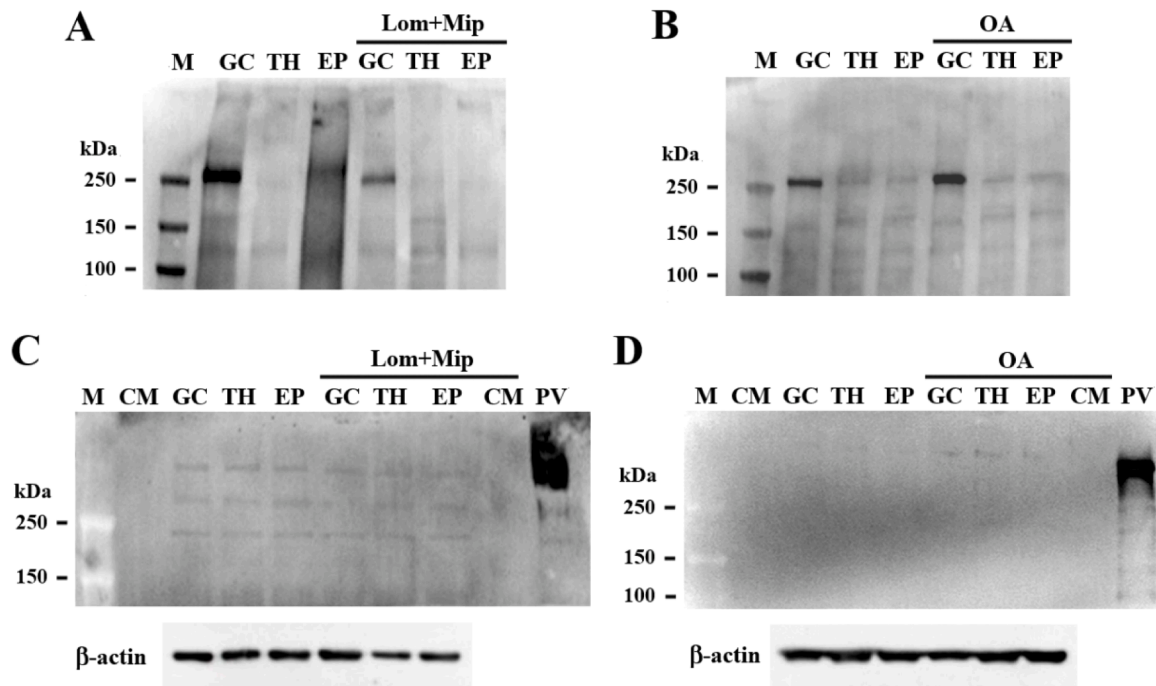 A
Lom+Mip
M GC TH EP GC TH EP
kDa
250
150
100
B
OA
M GC TH EP GC TH EP
kDa
250
150
100
C
Lom+Mip
M CM GC TH EP GC TH EP CM PV
kDa
250
150
β-actin
D
OA
M CM GC TH EP GC TH EP CM PV
kDa
250
150
100
β-actin